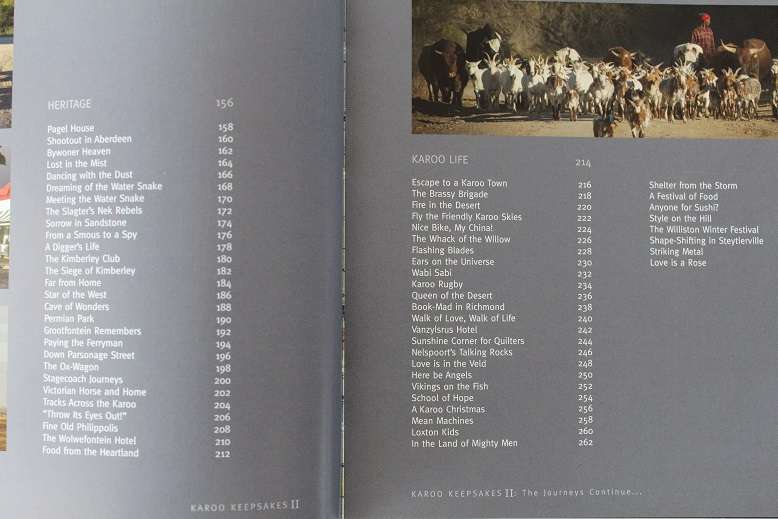 HERITAGE 156
Pagel House 158
Shootout in Aberdeen 160
Bywoner Heaven 162
Lost in the Mist 164
Dancing with the Dust 166
Dreaming of the Water Snake 168
Meeting the Water Snake 170
The Slagter's Nek Rebels 172
Sorrow in Sandstone 174
From a Smous to a Spy 176
A Digger's Life 178
The Kimberley Club 180
The Siege of Kimberley 182
Far from Home 184
Star of the West 186
Cave of Wonders 188
Permian Park 190
Grootfontein Remembers 192
Paying the Ferryman 194
Down Parsonage Street 196
The Ox-Wagon 198
Stagecoach Journeys 200
Victorian Horse and Home 202
Tracks Across the Karoo 204
"Throw Its Eyes Out!" 206
Fine Old Philippolis 208
The Wolwefontein Hotel 210
Food from the Heartland 212
KAROO KEEPSAKES II
KAROO LIFE 214
Escape to a Karoo Town 216
The Brassy Brigade 218
Fire in the Desert 220
Fly the Friendly Karoo Skies 222
Nice Bike, My China! 224
The Whack of the Willow 226
Flashing Blades 228
Ears on the Universe 230
Wabi Sabi 232
Karoo Rugby 234
Queen of the Desert 236
Book-Mad in Richmond 238
Walk of Love, Walk of Life 240
Vanzylsrus Hotel 242
Sunshine Corner for Quilters 244
Nelspoort's Talking Rocks 246
Love is in the Veld 248
Here be Angels 250
Vikings on the Fish 252
School of Hope 254
A Karoo Christmas 256
Mean Machines 258
Loxton Kids 260
In the Land of Mighty Men 262
Shelter from the Storm
A Festival of Food
Anyone for Sushi?
Style on the Hill
The Williston Winter Festival
Shape-Shifting in Steytlerville
Striking Metal
Love is a Rose
KAROO KEEPSAKES II: The Journeys Continue...